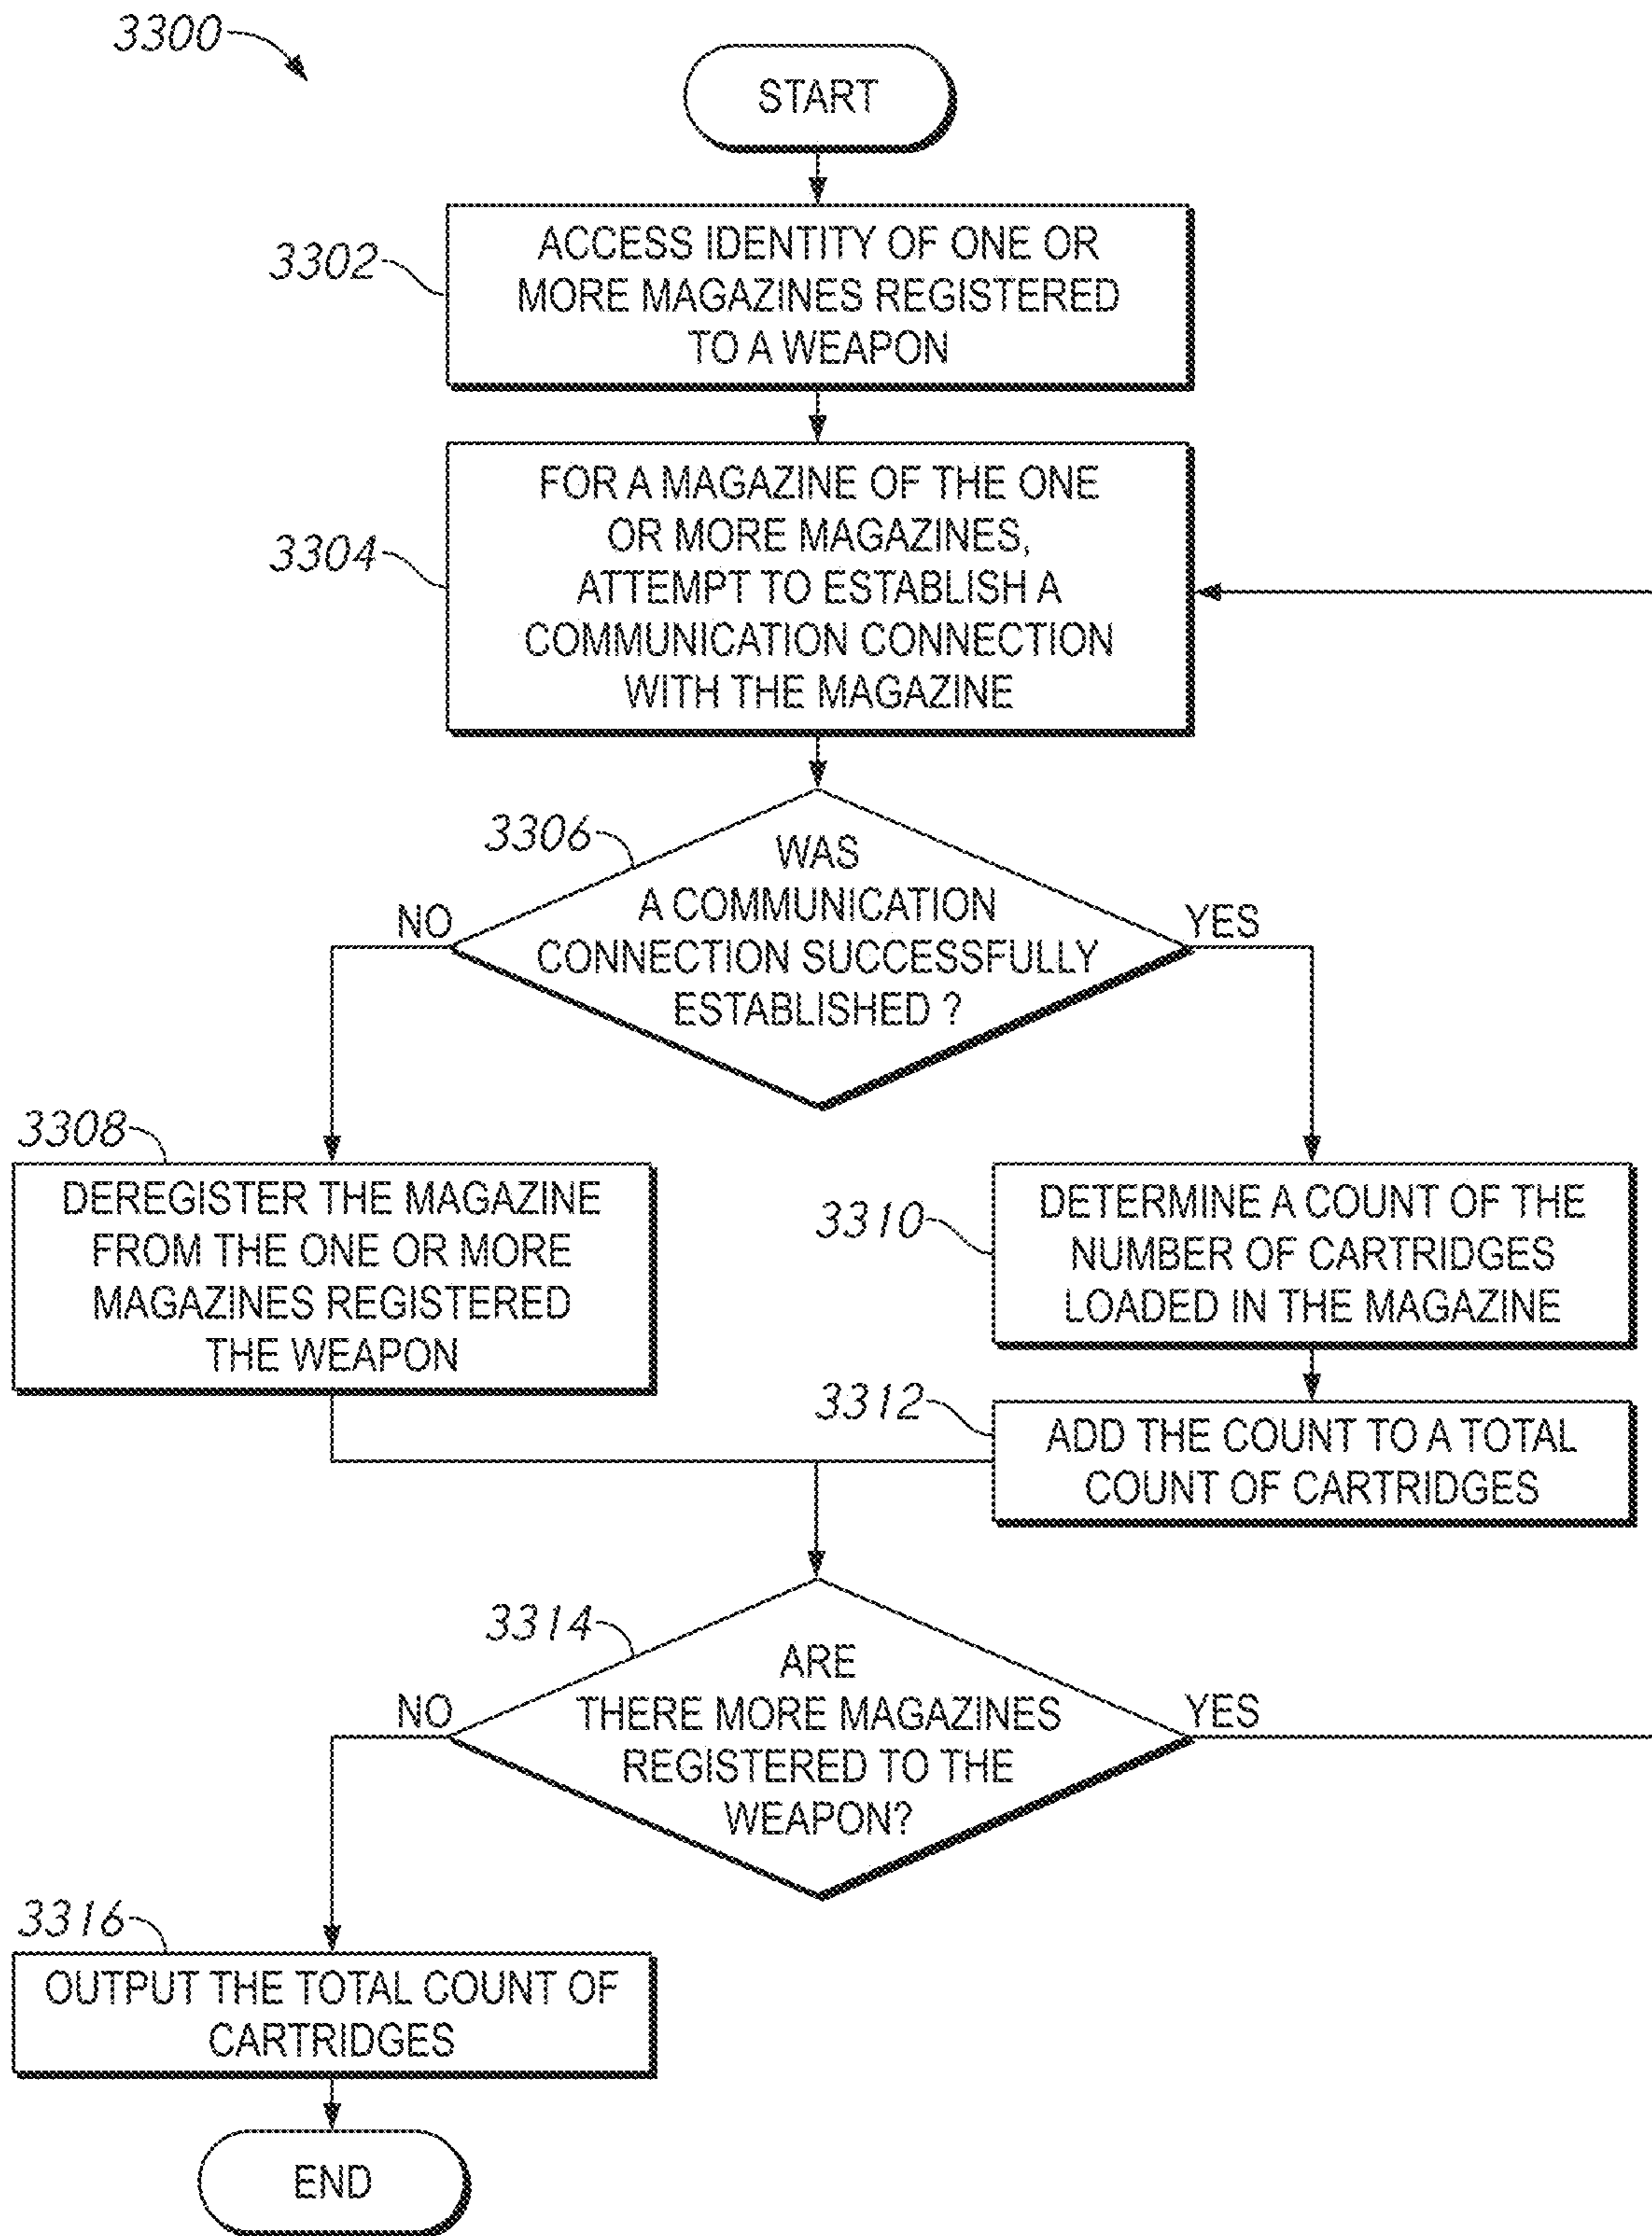 3300
START
3302
ACCESS IDENTITY OF ONE OR
MORE MAGAZINES REGISTERED
TO A WEAPON
3304
FOR A MAGAZINE OF THE ONE
OR MORE MAGAZINES,
ATTEMPT TO ESTABLISH A
COMMUNICATION CONNECTION
WITH THE MAGAZINE
3306
WAS
A COMMUNICATION
CONNECTION SUCCESSFULLY
ESTABLISHED ?
NO
YES
3308
DEREGISTER THE MAGAZINE
FROM THE ONE OR MORE
MAGAZINES REGISTERED
THE WEAPON
3310
DETERMINE A COUNT OF THE
NUMBER OF CARTRIDGES
LOADED IN THE MAGAZINE
3312
ADD THE COUNT TO A TOTAL
COUNT OF CARTRIDGES
3314
ARE
THERE MORE MAGAZINES
REGISTERED TO THE
WEAPON?
NO
YES
3316
OUTPUT THE TOTAL COUNT OF
CARTRIDGES
END